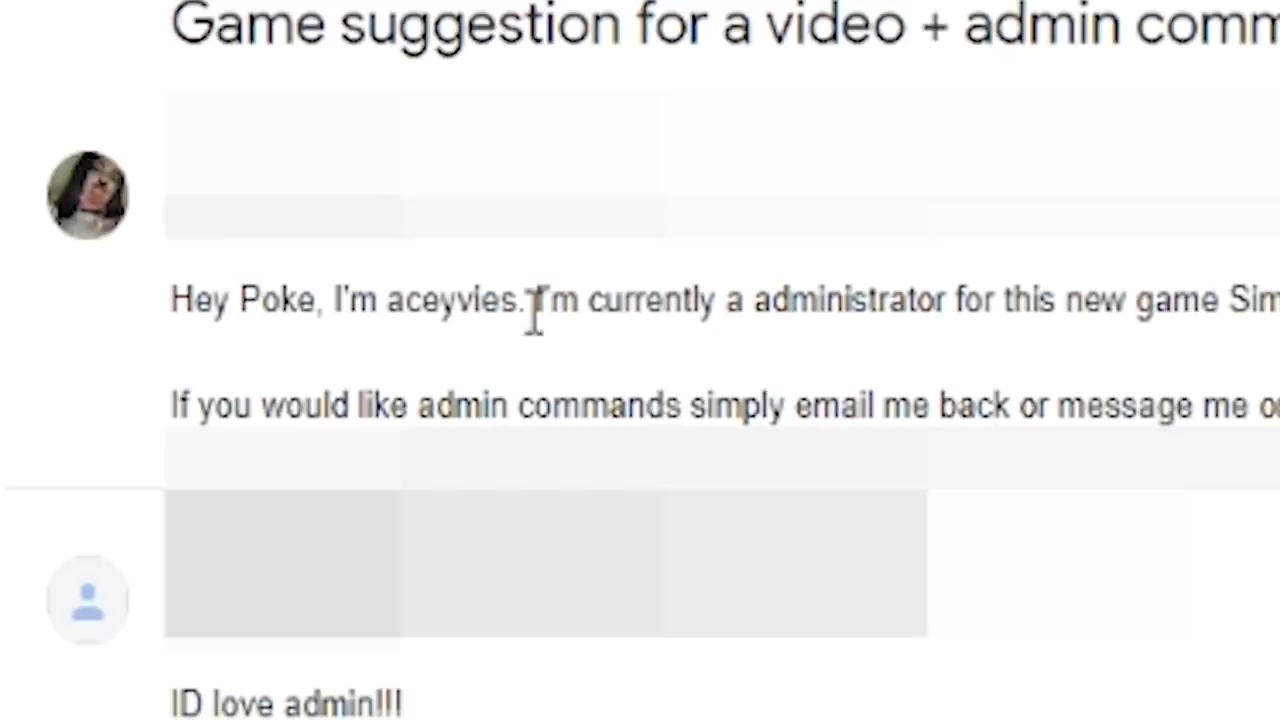 Game suggestion for a video + admin comm
Hey Poke, I'm aceyvies. I'm currently a administrator for this new game Sim
If you would like admin commands simply email me back or message me or
ID love admin!!!